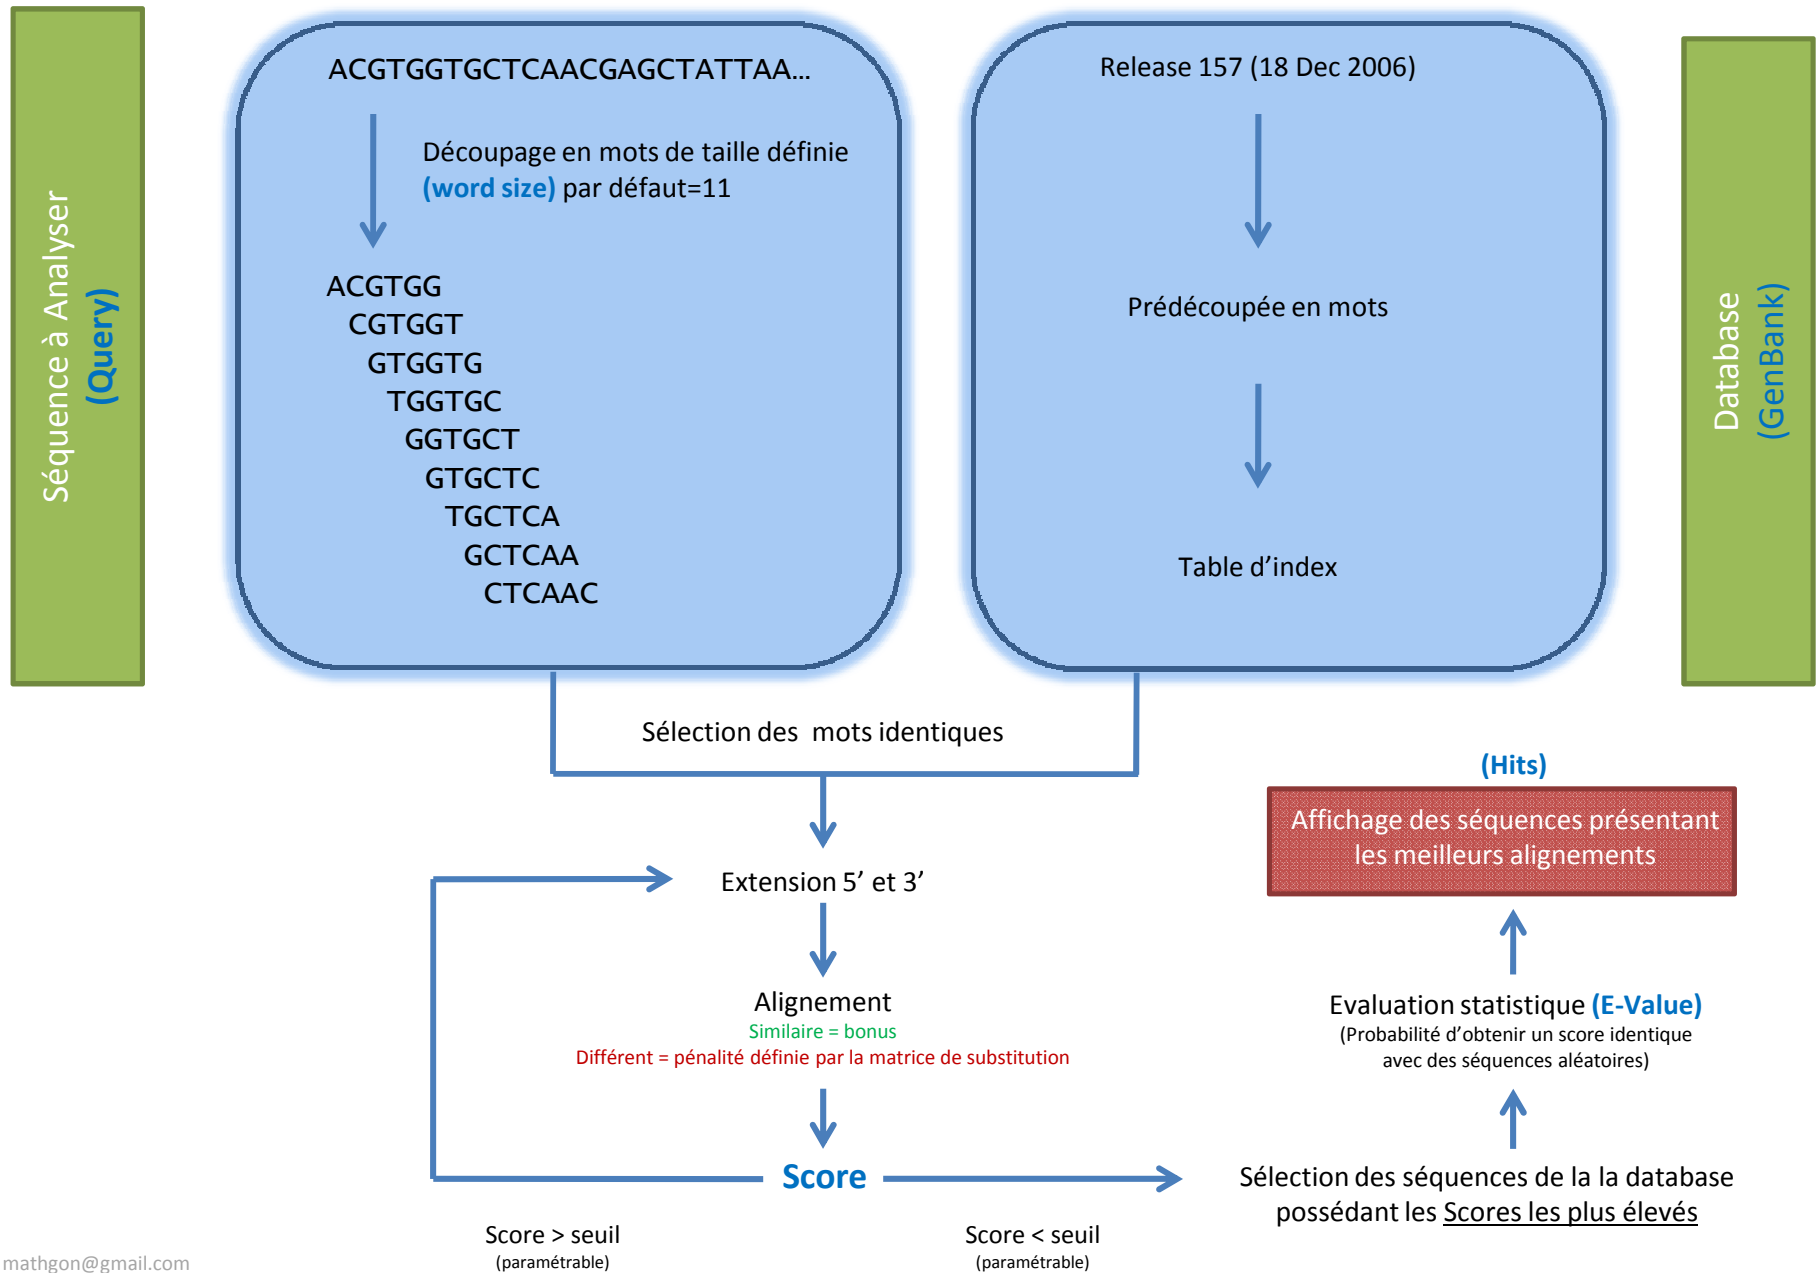 Séquence à Analyser
(Query)
ACGTGGTGCTCAACGAGCTATTAA...
Découpage en mots de taille définie
(word size) par défaut=11
ACGTGG
CGTGGT
GTGGTG
TGGTGC
GGTGCT
GTGCTC
TGCTCA
GCTCAA
CTCAAC
Release 157 (18 Dec 2006)
Prédécoupée en mots
Table d’index
Database
(GenBank)
Sélection des  mots identiques
Extension 5’ et 3’
Alignement
Similaire = bonus
Différent = pénalité définie par la matrice de substitution
Score
Score > seuil
(paramétrable)
Score < seuil
(paramétrable)
Sélection des séquences de la la database
possédant les Scores les plus élevés
Evaluation statistique (E-Value)
(Probabilité d’obtenir un score identique
avec des séquences aléatoires)
(Hits)
Affichage des séquences présentant
les meilleurs alignements
mathgon@gmail.com